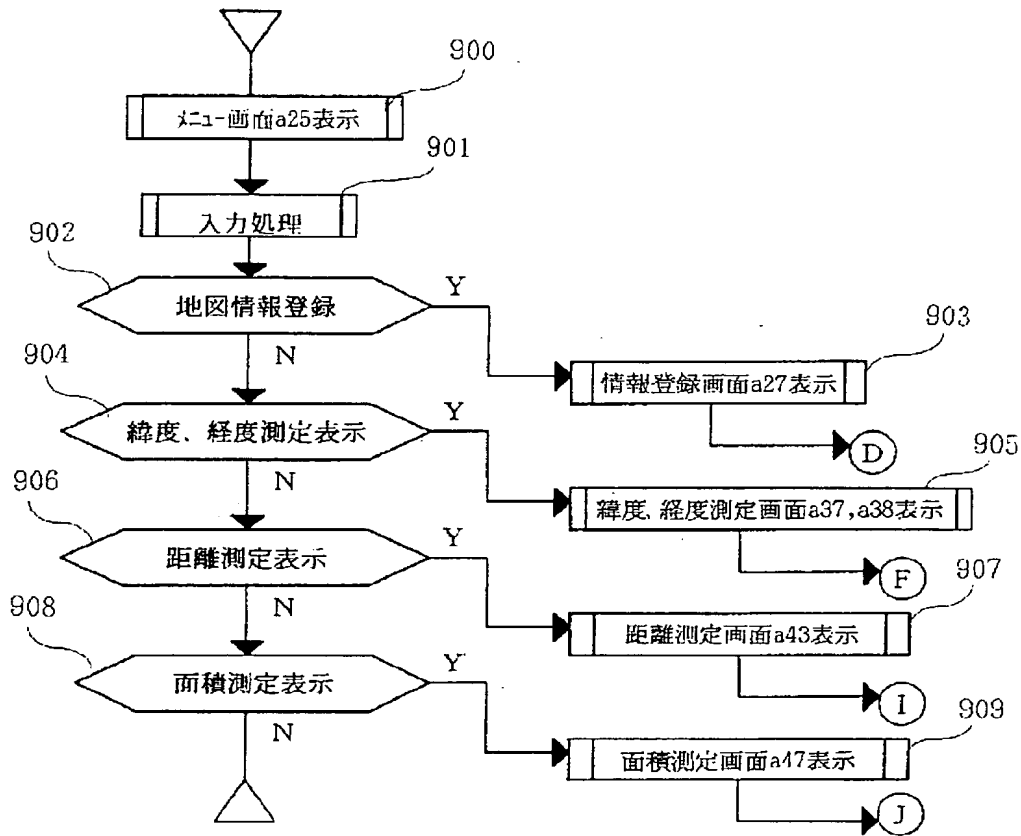 900
メニュー画面a25表示
901
入力処理
902
地図情報登録
Y
N
903
情報登録画面a27表示
D
904
緯度、経度測定表示
Y
N
905
緯度、経度測定画面a37,a38表示
F
906
距離測定表示
Y
N
907
距離測定画面a43表示
I
908
面積測定表示
Y
N
909
面積測定画面a47表示
J